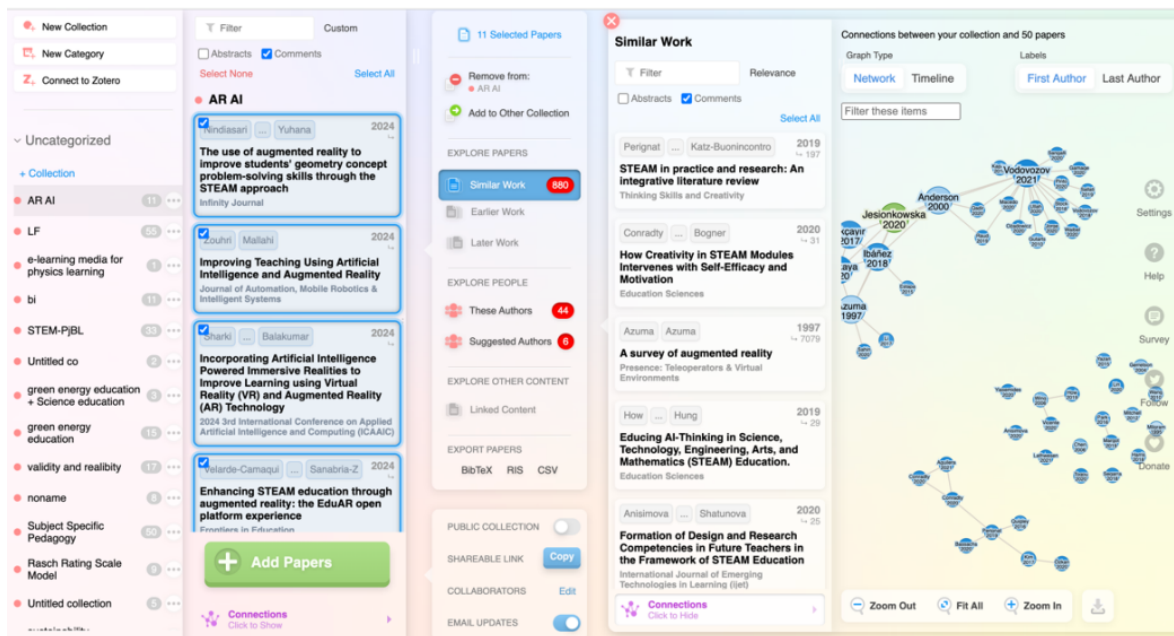 New Collection
New Category
Connect to Zotero
Uncategorized
+ Collection
AR AI 11
LF 55
e-learning media for
physics learning 1
bi 11
STEM-PjBL 33
Untitled co 2
green energy education
+ Science education 3
green energy
education 15
validity and realibity 17
noname 8
Subject Specific
Pedagogy 50
Rasch Rating Scale
Model 9
Untitled collection 5
Filter Custom
Abstracts Comments
Select None Select All
AR AI
Nindiasari ... Yuhana 2024
The use of augmented reality to
improve students' geometry concept
problem-solving skills through the
STEAM approach
Infinity Journal
Zouhri Mallahi 2024
Improving Teaching Using Artificial
Intelligence and Augmented Reality
Journal of Automation, Mobile Robotics &
Intelligent Systems
Sharki ... Balakumar 2024
Incorporating Artificial Intelligence
Powered Immersive Realities to
Improve Learning using Virtual
Reality (VR) and Augmented Reality
(AR) Technology
2024 3rd International Conference on Applied
Artificial Intelligence and Computing (ICAAIC)
Velarde-Camaqui ... Sanabria-Z 2024
Enhancing STEAM education through
augmented reality: the EduAR open
platform experience
Frontiers in Education
Add Papers
Connections
Click to Show
11 Selected Papers
Remove from:
AR AI
Add to Other Collection
EXPLORE PAPERS
Similar Work 880
Earlier Work
Later Work
EXPLORE PEOPLE
These Authors 44
Suggested Authors 6
EXPLORE OTHER CONTENT
Linked Content
EXPORT PAPERS
BibTeX RIS CSV
PUBLIC COLLECTION
SHAREABLE LINK Copy
COLLABORATORS Edit
EMAIL UPDATES
Similar Work
Filter Relevance
Abstracts Comments
Select All
Perignat ... Katz-Buonincontro 2019
197
STEAM in practice and research: An
integrative literature review
Thinking Skills and Creativity
Conradty ... Bogner 2020
31
How Creativity in STEAM Modules
Intervenes with Self-Efficacy and
Motivation
Education Sciences
Azuma Azuma 1997
7079
A survey of augmented reality
Presence: Teleoperators & Virtual
Environments
How ... Hung 2019
29
Educing AI-Thinking in Science,
Technology, Engineering, Arts, and
Mathematics (STEAM) Education.
Education Sciences
Anisimova ... Shatunova 2020
25
Formation of Design and Research
Competencies in Future Teachers in
the Framework of STEAM Education
International Journal of Emerging
Technologies in Learning (ijet)
Connections
Click to Hide
Connections between your collection and 50 papers
Graph Type Labels
Network Timeline First Author Last Author
Filter these items
Vodovozov
2021
Anderson
2000
Jesionkowska
2020
2017
Ibáñez
2018
1997
Settings
Help
Survey
Follow
Donate
Zoom Out Fit All Zoom In